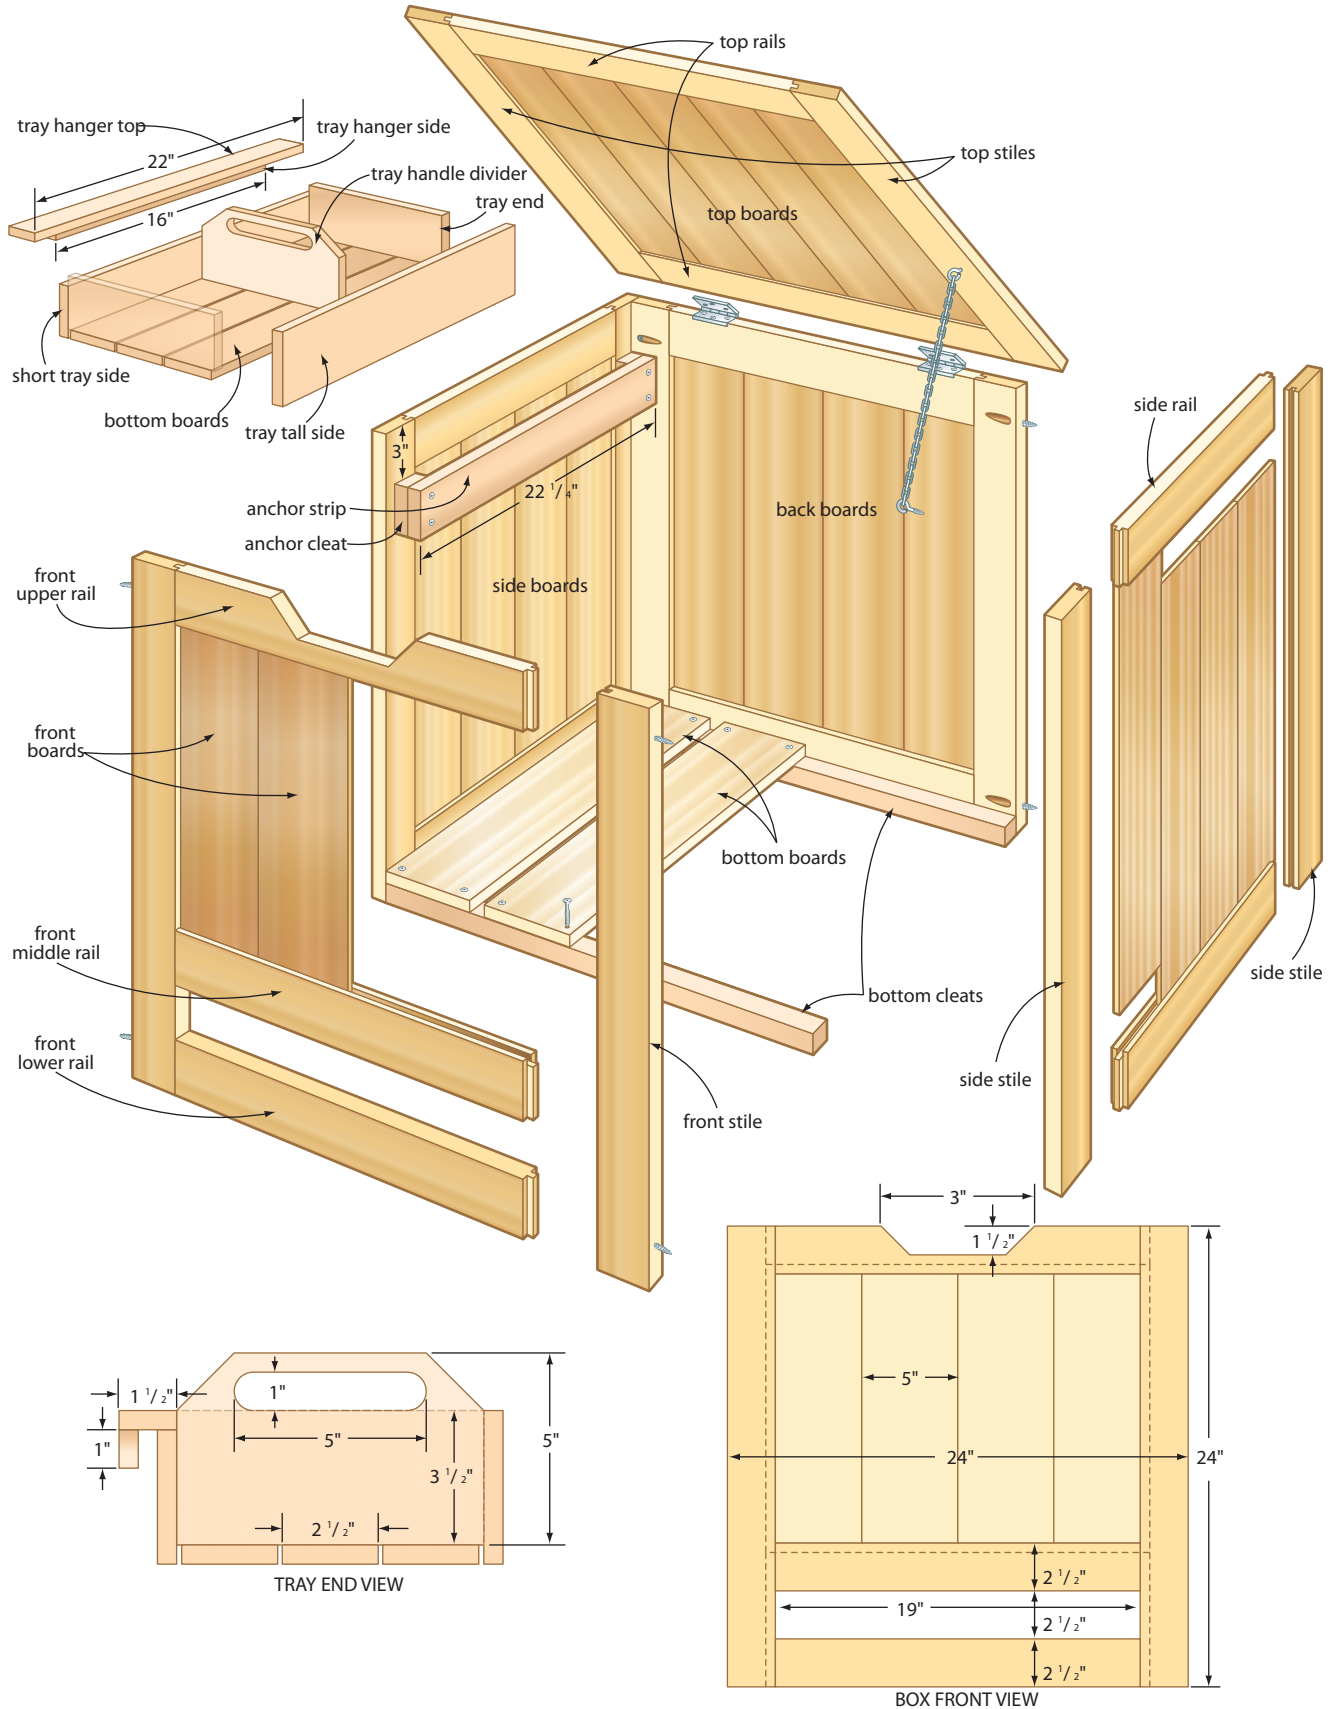 top rails
tray hanger top
tray hanger side
22"
top stiles
tray handle divider
tray end
16"
top boards
short tray side
bottom boards
tray tall side
side rail
3"
22 1/4"
anchor strip
back boards
anchor cleat
front
upper rail
side boards
front
boards
bottom boards
front
middle rail
side stile
bottom cleats
front
lower rail
side stile
front stile
3"
1 1/2"
5"
24"
24"
2 1/2"
19"
2 1/2"
2 1/2"
BOX FRONT VIEW
1 1/2"
1"
1"
5"
5"
3 1/2"
2 1/2"
TRAY END VIEW